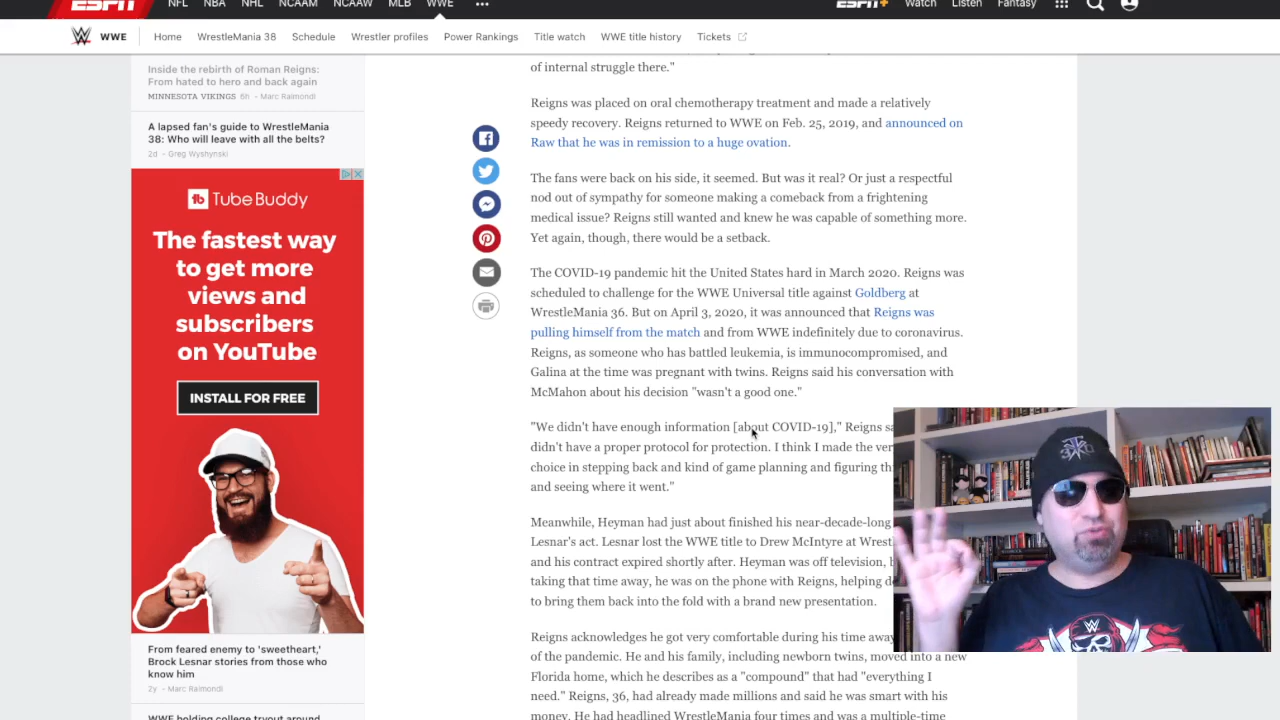 ESPN NFL NBA NHL NCAAM NCAAW MLB WWE ESPN+ Watch Listen Fantasy
WWE Home WrestleMania 38 Schedule Wrestler profiles Power Rankings Title watch WWE title history Tickets
Inside the rebirth of Roman Reigns:
From hated to hero and back again
MINNESOTA VIKINGS 6h - Marc Raimondi
A lapsed fan's guide to WrestleMania
38: Who will leave with all the belts?
2d - Greg Wyshynski
tb TubeBuddy
The fastest way
to get more
views and
subscribers
on YouTube
INSTALL FOR FREE
From feared enemy to 'sweetheart,'
Brock Lesnar stories from those who
know him
2y - Marc Raimondi
WWE holding college tryout around
of internal struggle there."
Reigns was placed on oral chemotherapy treatment and made a relatively
speedy recovery. Reigns returned to WWE on Feb. 25, 2019, and announced on
Raw that he was in remission to a huge ovation.
The fans were back on his side, it seemed. But was it real? Or just a respectful
nod out of sympathy for someone making a comeback from a frightening
medical issue? Reigns still wanted and knew he was capable of something more.
Yet again, though, there would be a setback.
The COVID-19 pandemic hit the United States hard in March 2020. Reigns was
scheduled to challenge for the WWE Universal title against Goldberg at
WrestleMania 36. But on April 3, 2020, it was announced that Reigns was
pulling himself from the match and from WWE indefinitely due to coronavirus.
Reigns, as someone who has battled leukemia, is immunocompromised, and
Galina at the time was pregnant with twins. Reigns said his conversation with
McMahon about his decision "wasn't a good one."
"We didn't have enough information [about COVID-19]," Reigns
didn't have a proper protocol for protection. I think I made the
choice in stepping back and kind of game planning and figuring
and seeing where it went."
Meanwhile, Heyman had just about finished his near-decade-long
Lesnar's act. Lesnar lost the WWE title to Drew McIntyre at
and his contract expired shortly after. Heyman was off television,
taking that time away, he was on the phone with Reigns, helping
to bring them back into the fold with a brand new presentation.
Reigns acknowledges he got very comfortable during his time
of the pandemic. He and his family, including newborn twins, moved into a new
Florida home, which he describes as a "compound" that had "everything I
need." Reigns, 36, had already made millions and said he was smart with his
money. He had headlined WrestleMania four times and was a multiple-time